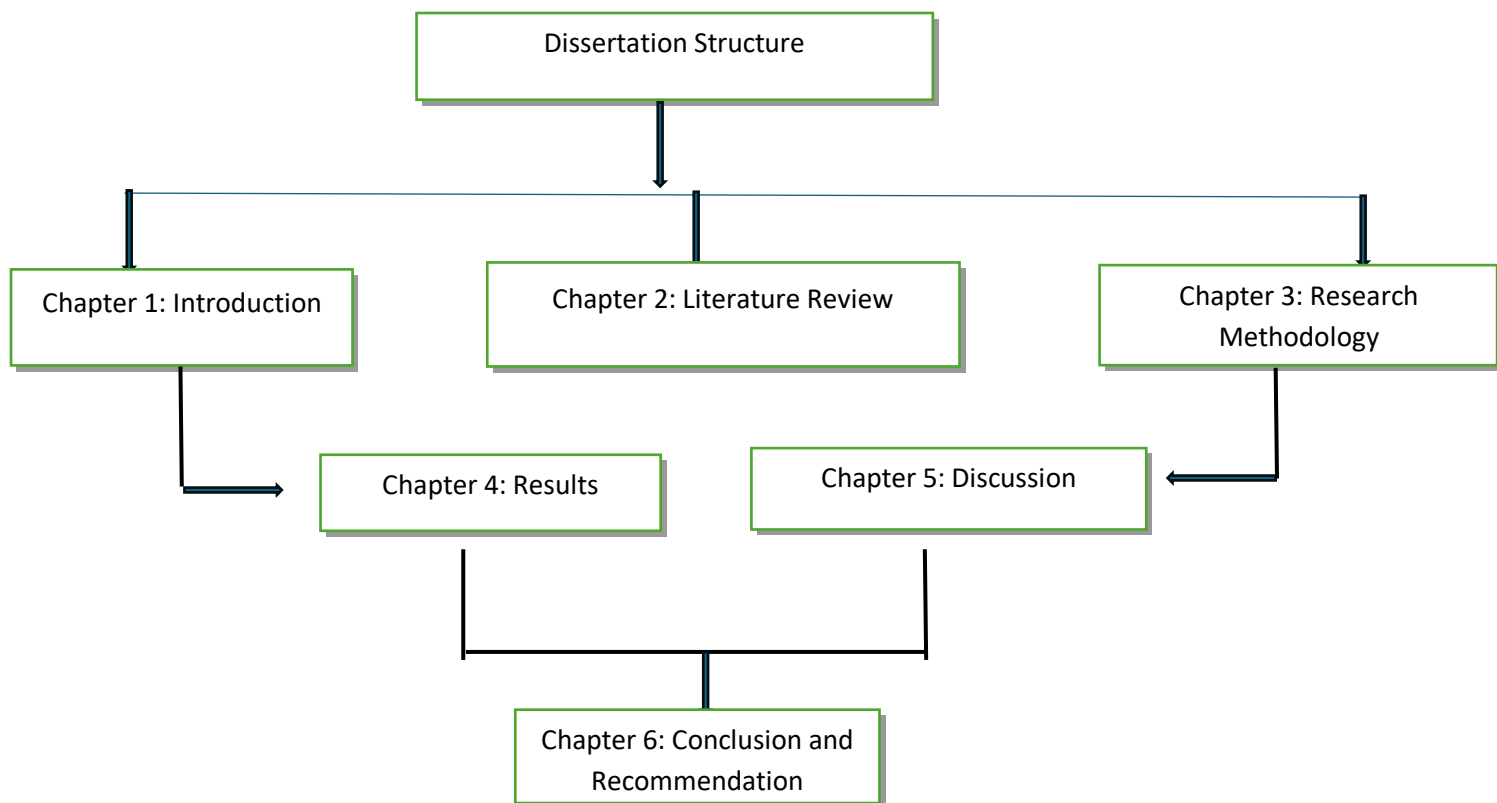 Dissertation Structure
Chapter 1: Introduction
Chapter 2: Literature Review
Chapter 3: Research
Methodology
Chapter 4: Results
Chapter 5: Discussion
Chapter 6: Conclusion and
Recommendation